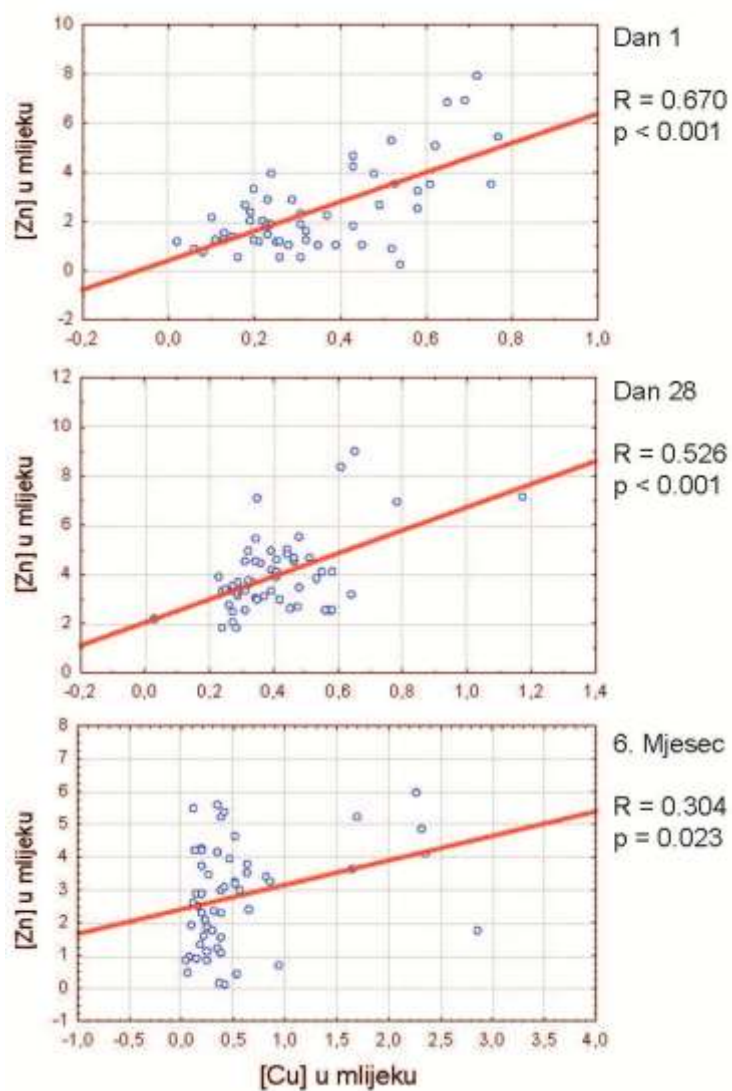 10
8
6
4
2
0
-2
-0,2 0,0 0,2 0,4 0,6 0,8 1,0
[Zn] u mlijeku
Dan 1
R = 0.670
p < 0.001
12
10
8
6
4
2
0
-0,2 0,0 0,2 0,4 0,6 0,8 1,0 1,2 1,4
[Zn] u mlijeku
Dan 28
R = 0.526
p < 0.001
8
7
6
5
4
3
2
1
0
-1
-1,0 -0,5 0,0 0,5 1,0 1,5 2,0 2,5 3,0 3,5 4,0
[Zn] u mlijeku
6. Mjesec
R = 0.304
p = 0.023
[Cu] u mlijeku